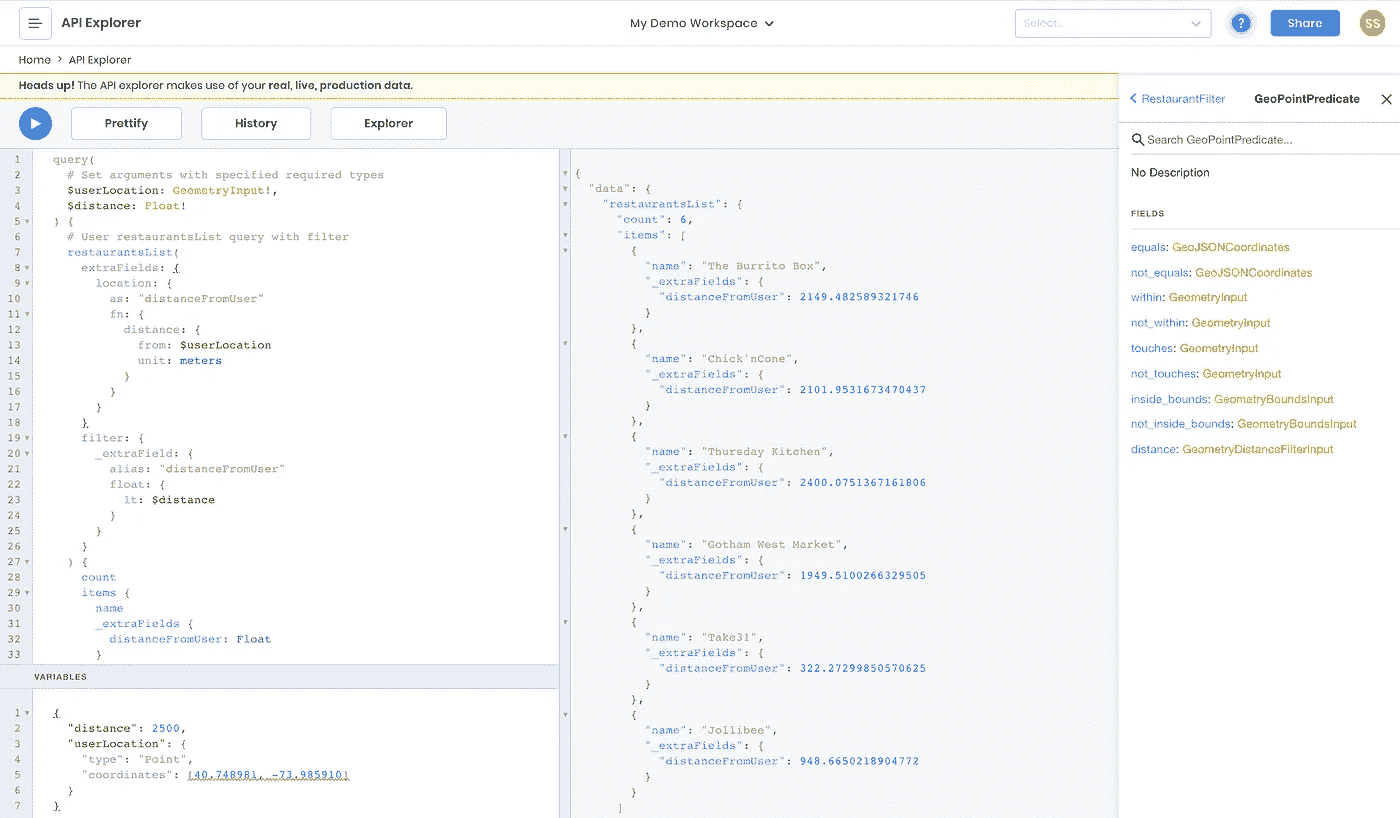 API Explorer
My Demo Workspace
Select...
?
Share
SS
Home > API Explorer
Heads up! The API explorer makes use of your real, live, production data.
Prettify
History
Explorer
1 query(
2 # Set arguments with specified required types
3 $userLocation: GeometryInput!,
4 $distance: Float!
5 ) {
6 # User restaurantsList query with filter
7 restaurantsList(
8 extraFields: {
9 location: {
10 as: "distanceFromUser"
11 fn: {
12 distance: {
13 from: $userLocation
14 unit: meters
15 }
16 }
17 }
18 },
19 filter: {
20 _extraField: {
21 alias: "distanceFromUser"
22 float: {
23 lt: $distance
24 }
25 }
26 }
27 ) {
28 count
29 items {
30 name
31 _extraFields {
32 distanceFromUser: Float
33 }
VARIABLES
1 {
2 "distance": 2500,
3 "userLocation": {
4 "type": "Point",
5 "coordinates": [40.748981, -73.985910]
6 }
7 }
{
"data": {
"restaurantsList": {
"count": 6,
"items": [
{
"name": "The Burrito Box",
"_extraFields": {
"distanceFromUser": 2149.482589321746
}
},
{
"name": "Chick'nCone",
"_extraFields": {
"distanceFromUser": 2101.9531673470437
}
},
{
"name": "Thursday Kitchen",
"_extraFields": {
"distanceFromUser": 2400.0751367161806
}
},
{
"name": "Gotham West Market",
"_extraFields": {
"distanceFromUser": 1949.5100266329505
}
},
{
"name": "Take31",
"_extraFields": {
"distanceFromUser": 322.27299850570625
}
},
{
"name": "Jollibee",
"_extraFields": {
"distanceFromUser": 948.6650218904772
}
}
]
RestaurantFilter
GeoPointPredicate
Search GeoPointPredicate...
No Description
FIELDS
equals: GeoJSONCoordinates
not_equals: GeoJSONCoordinates
within: GeometryInput
not_within: GeometryInput
touches: GeometryInput
not_touches: GeometryInput
inside_bounds: GeometryBoundsInput
not_inside_bounds: GeometryBoundsInput
distance: GeometryDistanceFilterInput